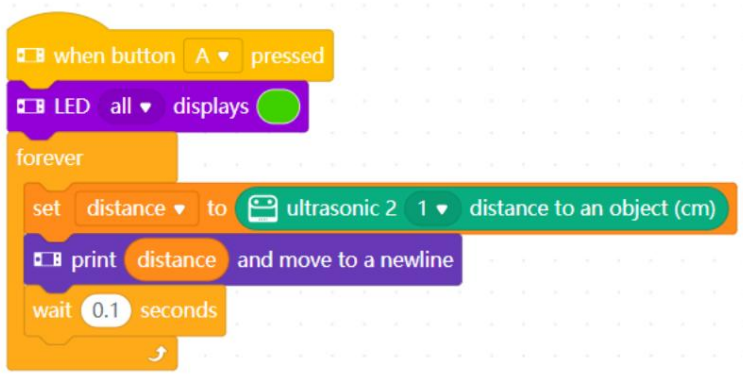 when button A pressed
LED all displays
forever
set distance to ultrasonic 2 1 distance to an object (cm)
print distance and move to a newline
wait 0.1 seconds